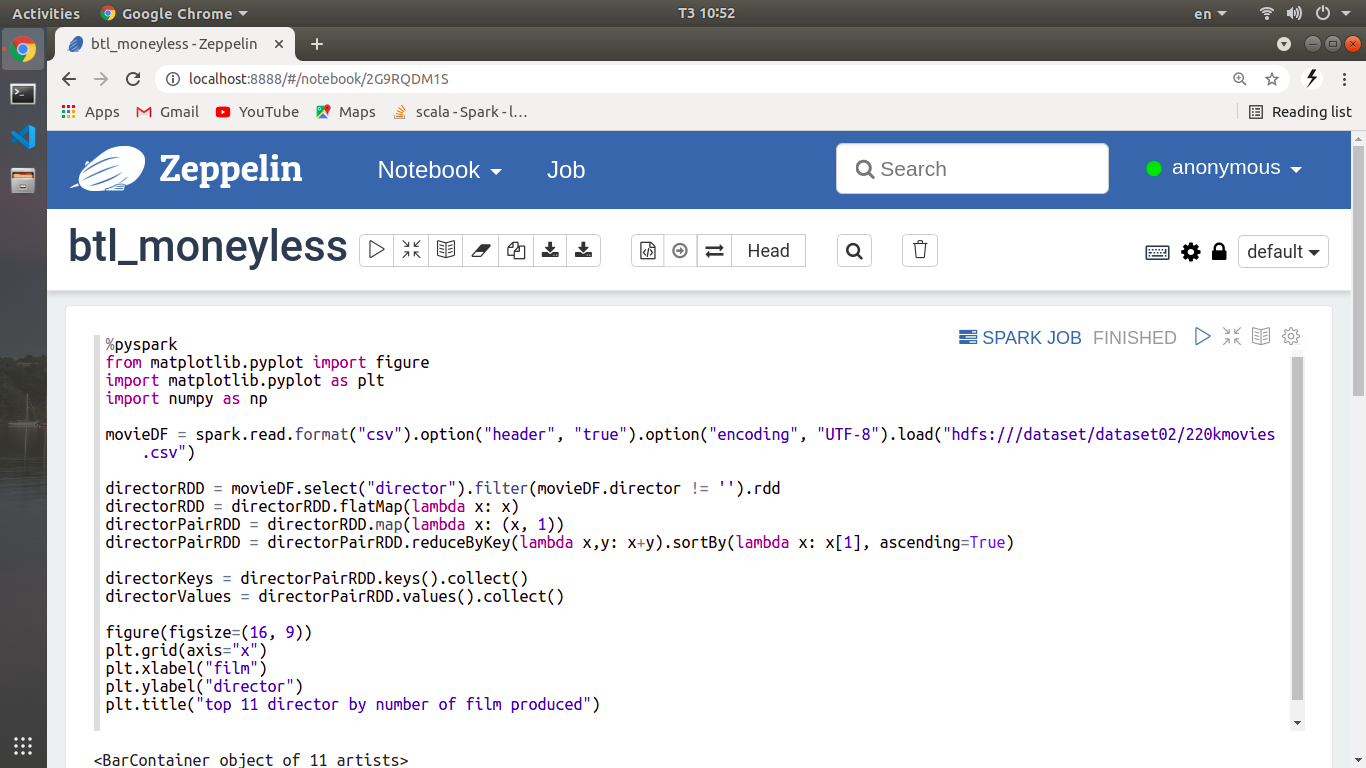 Activities Google Chrome T3 10:52 en
btl_moneyless - Zeppelin
localhost:8888/#/notebook/2G9RQDM1S
Apps Gmail YouTube Maps scala - Spark - l… Reading list
Zeppelin Notebook Job Search anonymous
btl_moneyless Head default
SPARK JOB FINISHED
%pyspark
from matplotlib.pyplot import figure
import matplotlib.pyplot as plt
import numpy as np
movieDF = spark.read.format("csv").option("header", "true").option("encoding", "UTF-8").load("hdfs:///dataset/dataset02/220kmovies
.csv")
directorRDD = movieDF.select("director").filter(movieDF.director != '').rdd
directorRDD = directorRDD.flatMap(lambda x: x)
directorPairRDD = directorRDD.map(lambda x: (x, 1))
directorPairRDD = directorPairRDD.reduceByKey(lambda x,y: x+y).sortBy(lambda x: x[1], ascending=True)
directorKeys = directorPairRDD.keys().collect()
directorValues = directorPairRDD.values().collect()
figure(figsize=(16, 9))
plt.grid(axis="x")
plt.xlabel("film")
plt.ylabel("director")
plt.title("top 11 director by number of film produced")
<BarContainer object of 11 artists>